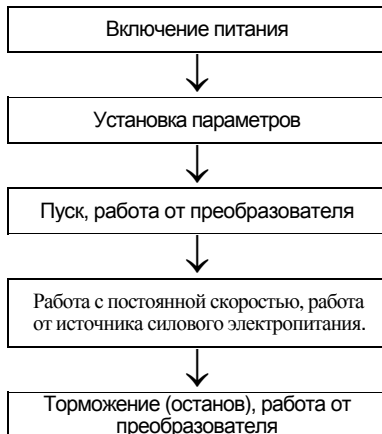 Включение питания
Установка параметров
Пуск, работа от преобразователя
Работа с постоянной скоростью, работа
от источника силового электропитания.
Торможение (останов), работа от
преобразователя